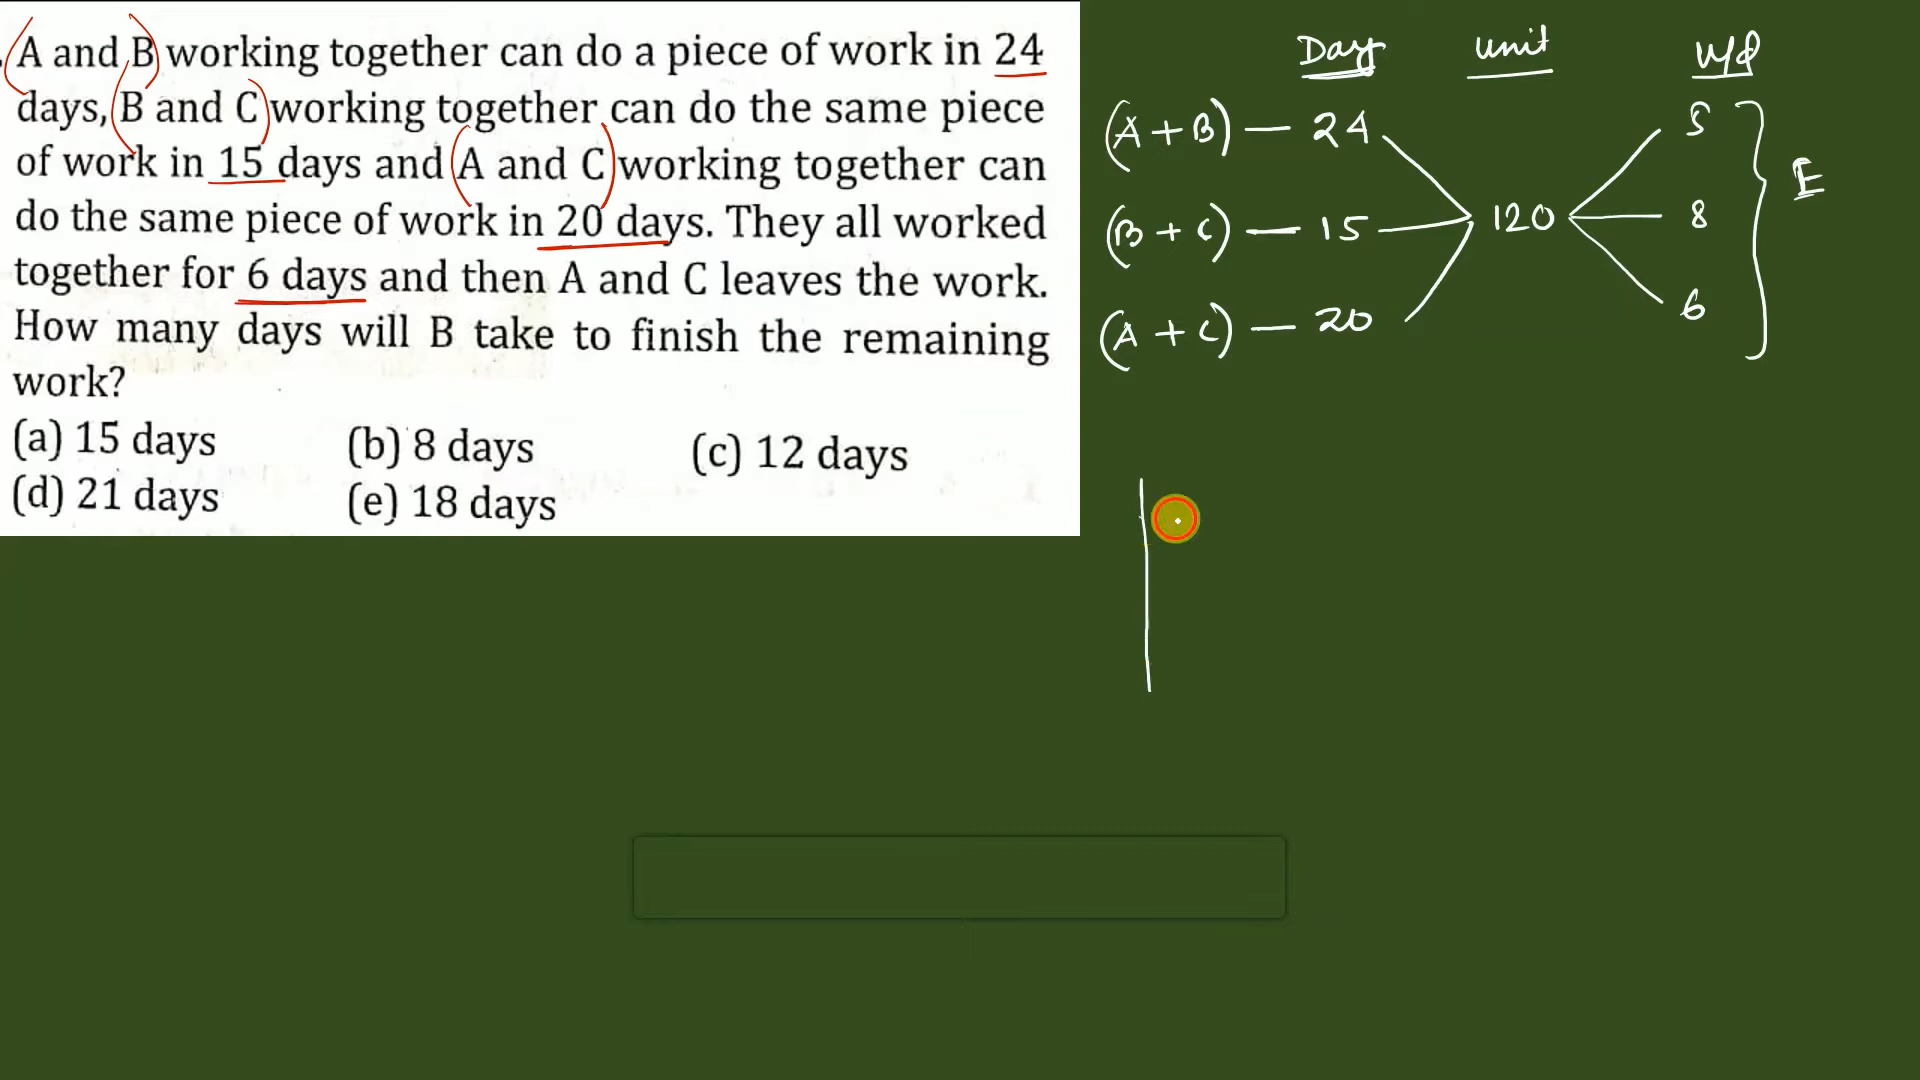 A and B working together can do a piece of work in 24
days, B and C working together can do the same piece
of work in 15 days and A and C working together can
do the same piece of work in 20 days. They all worked
together for 6 days and then A and C leaves the work.
How many days will B take to finish the remaining
work?
(a) 15 days (b) 8 days (c) 12 days
(d) 21 days (e) 18 days
Day unit u/d
(A + B) — 24 5
(B + C) — 15 120 8 E
(A + C) — 20 6